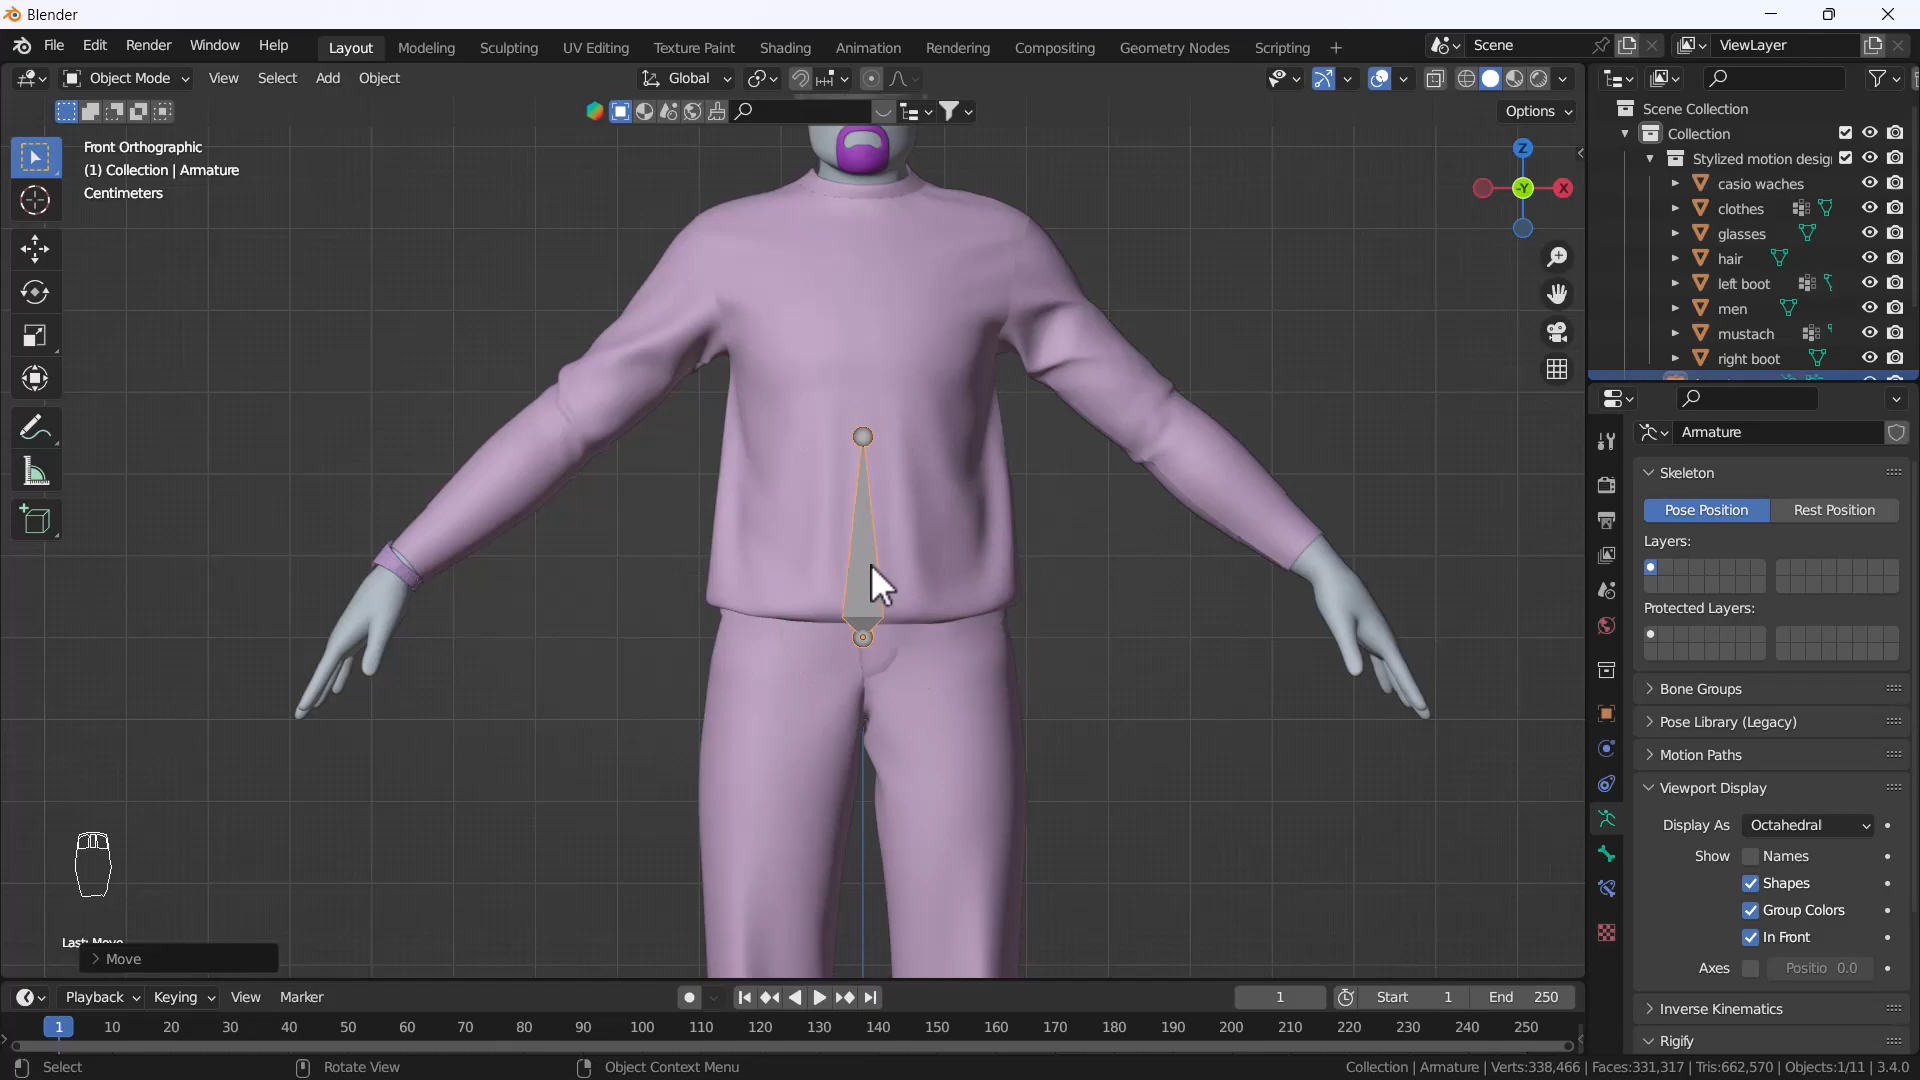 Blender
File Edit Render Window Help Layout Modeling Sculpting UV Editing Texture Paint Shading Animation Rendering Compositing Geometry Nodes Scripting + Scene ViewLayer
Object Mode View Select Add Object Global
Options
Front Orthographic
(1) Collection | Armature
Centimeters
Z
-Y
X
Scene Collection
Collection
Stylized motion desig
casio waches
clothes
glasses
hair
left boot
men
mustach
right boot
Armature
Skeleton
Pose Position Rest Position
Layers:
Protected Layers:
Bone Groups
Pose Library (Legacy)
Motion Paths
Viewport Display
Display As Octahedral
Show Names
Shapes
Group Colors
In Front
Axes Positio 0.0
Inverse Kinematics
Rigify
Last: Move
Move
Playback Keying View Marker 1 Start 1 End 250
1 10 20 30 40 50 60 70 80 90 100 110 120 130 140 150 160 170 180 190 200 210 220 230 240 250
Select Rotate View Object Context Menu Collection | Armature | Verts:338,466 | Faces:331,317 | Tris:662,570 | Objects:1/11 | 3.4.0